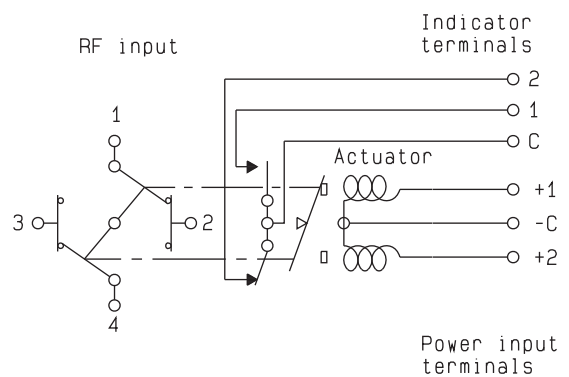 Indicator
terminals
RF input
2
1
1
C
Actuator
+1
3
2
-C
+2
4
Power input
terminals